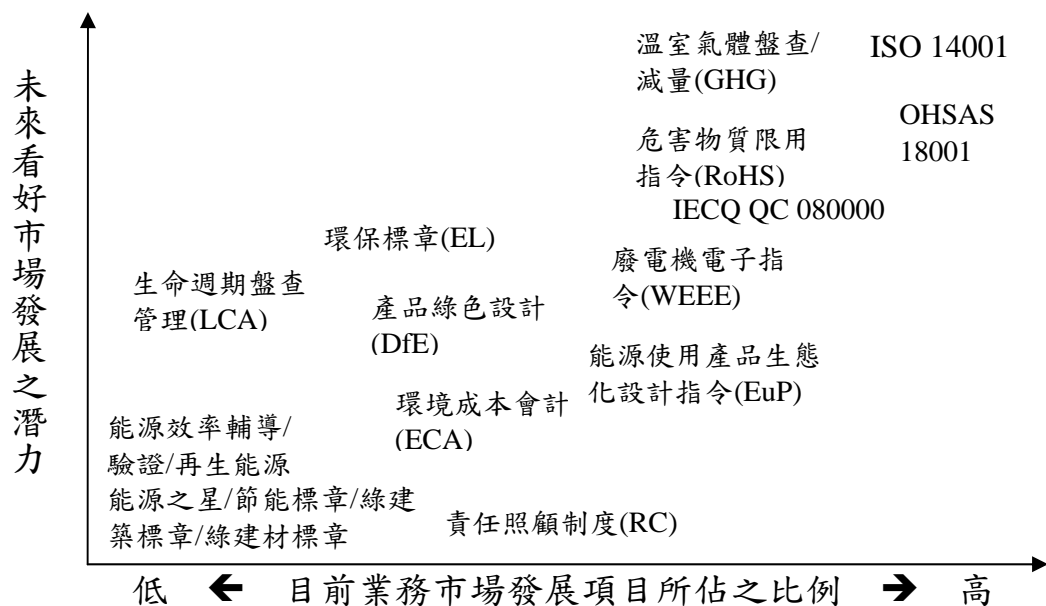 未來看好市場發展之潛力
溫室氣體盤查/
減量(GHG)
ISO 14001
OHSAS
18001
危害物質限用
指令(RoHS)
IECQ QC 080000
環保標章(EL)
廢電機電子指
令(WEEE)
生命週期盤查
管理(LCA)
產品綠色設計
(DfE)
能源使用產品生態
化設計指令(EuP)
環境成本會計
(ECA)
能源效率輔導/
驗證/再生能源
能源之星/節能標章/綠建
築標章/綠建材標章
責任照顧制度(RC)
低 🡸 目前業務市場發展項目所佔之比例 🡺 高